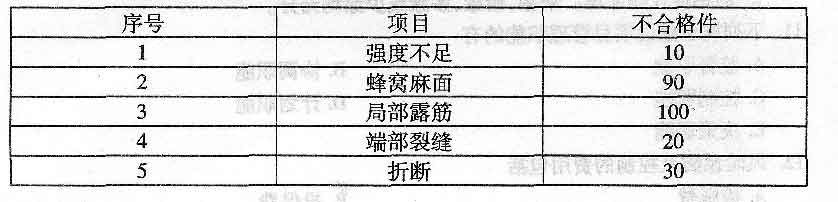 序号 项目 不合格件
1 强度不足 10
2 蜂窝麻面 90
3 局部露筋 100
4 端部裂缝 20
5 折断 30